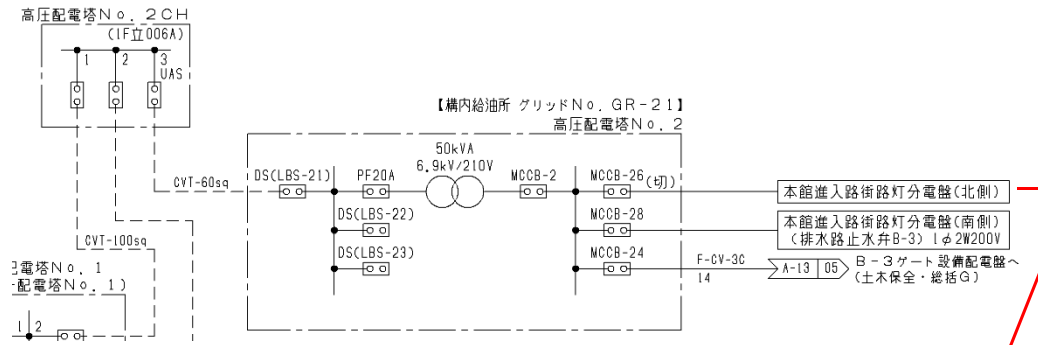 高圧配電塔No．2CH
(1F立006A)
1
2
3
UAS
【構内給油所 グリッドNo．GR-21】
高圧配電塔No．2
50kVA
6.9kV/210V
CVT-60sq
DS(LBS-21)
PF20A
MCCB-2
MCCB-26
(切)
本館進入路街路灯分電盤(北側)
DS(LBS-22)
MCCB-28
本館進入路街路灯分電盤(南側)
(排水路止水弁B-3) 1φ2W200V
CVT-100sq
DS(LBS-23)
MCCB-24
F-CV-3C
14
A-13
05
B-3ゲート設備配電盤へ
(土木保全・総括G)
配電塔No．1
配電塔No．1)
1
2